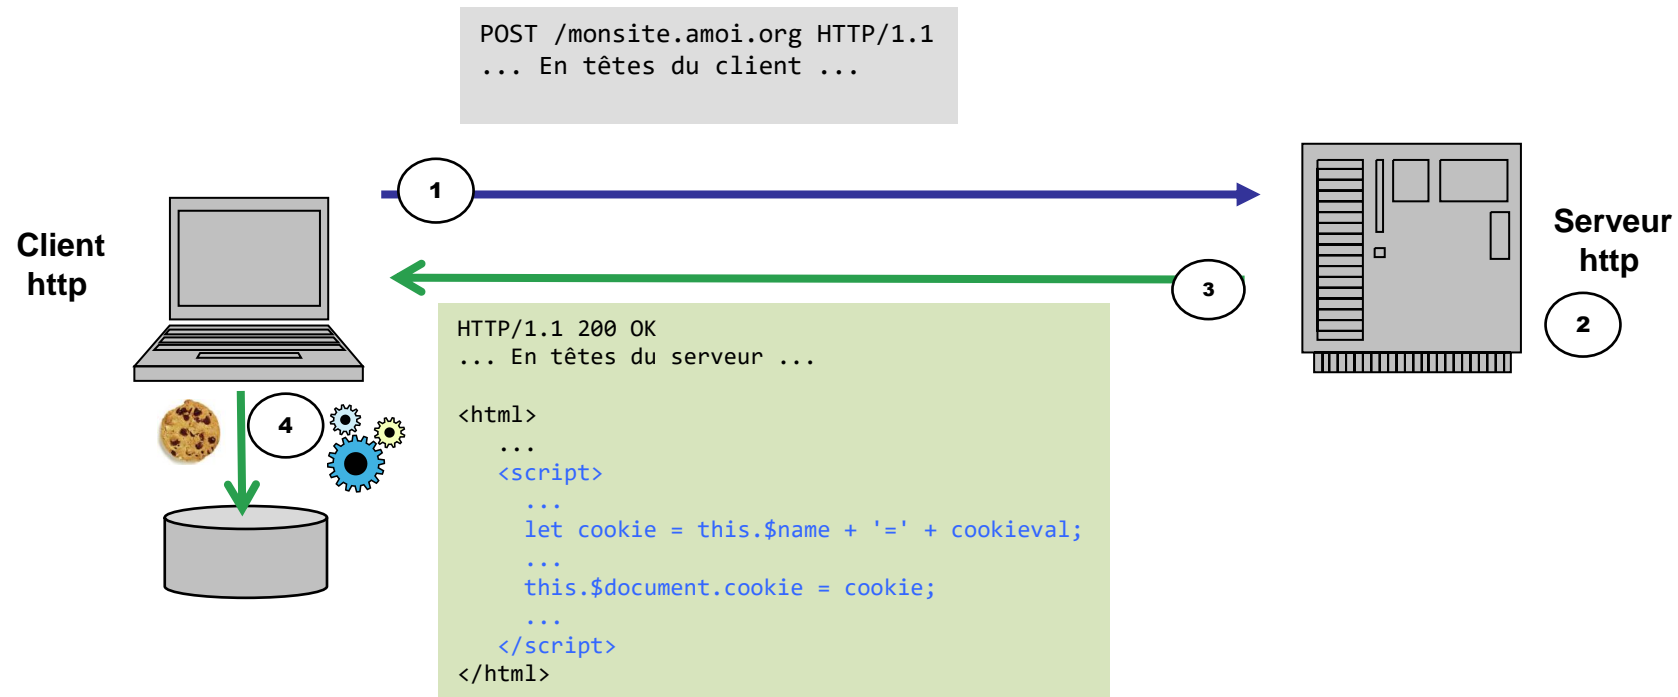 POST /monsite.amoi.org HTTP/1.1
... En têtes du client ...
1
Client
http
Serveur
http
3
2
HTTP/1.1 200 OK
... En têtes du serveur ...
<html>
...
<script>
...
let cookie = this.$name + '=' + cookieval;
...
this.$document.cookie = cookie;
...
</script>
</html>
4